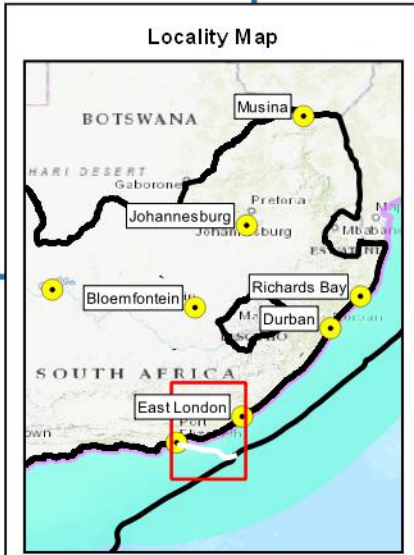 Locality Map
Musina
BOTSWANA
HARI DESERT
Gaborone
Pretoria
Johannesburg
Johannesburg
Mbabane
Richards Bay
Bloemfontein
Durban
SOUTH AFRICA
East London
Port